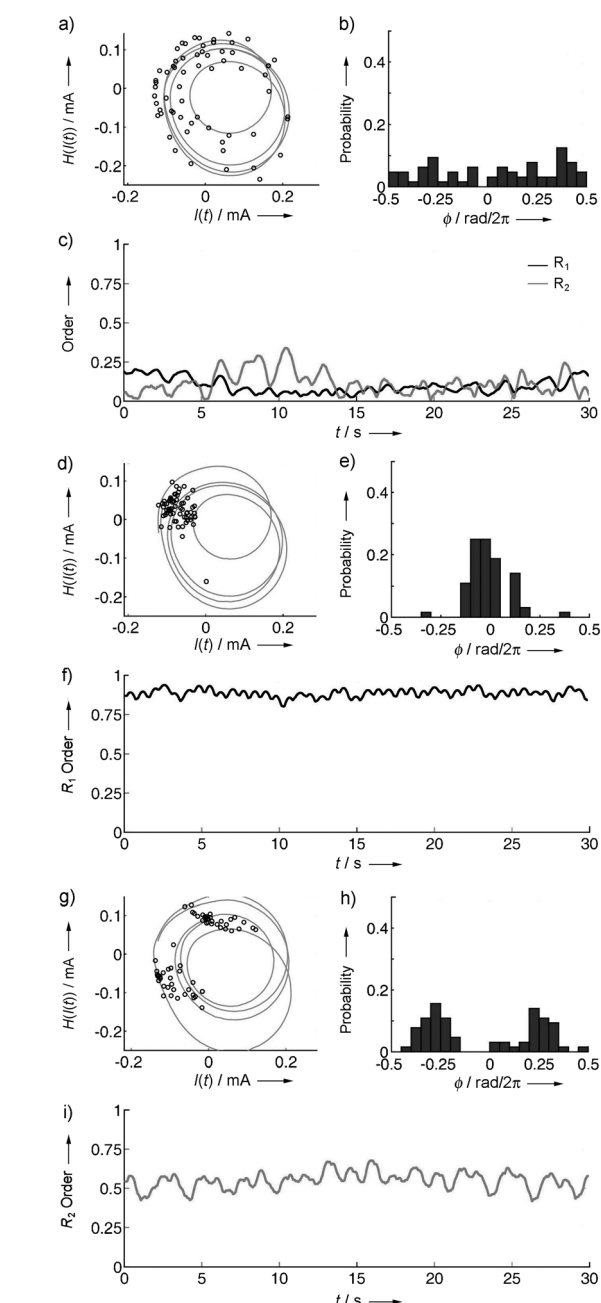 a)
H(I(t)) / mA
0.1
0
-0.1
-0.2
-0.2 0 0.2
I(t) / mA
b)
Probability
0.4
0.2
0
-0.5 -0.25 0 0.25 0.5
ϕ / rad/2π
c)
Order
1
0.75
0.5
0.25
0
R₁
R₂
0 5 10 15 20 25 30
t / s
d)
H(I(t)) / mA
0.1
0
-0.1
-0.2
-0.2 0 0.2
I(t) / mA
e)
Probability
0.4
0.2
0
-0.5 -0.25 0 0.25 0.5
ϕ / rad/2π
f)
R₁ Order
1
0.75
0.5
0.25
0
0 5 10 15 20 25 30
t / s
g)
H(I(t)) / mA
0.1
0
-0.1
-0.2
-0.2 0 0.2
I(t) / mA
h)
Probability
0.4
0.2
0
-0.5 -0.25 0 0.25 0.5
ϕ / rad/2π
i)
R₂ Order
1
0.75
0.5
0.25
0
0 5 10 15 20 25 30
t / s